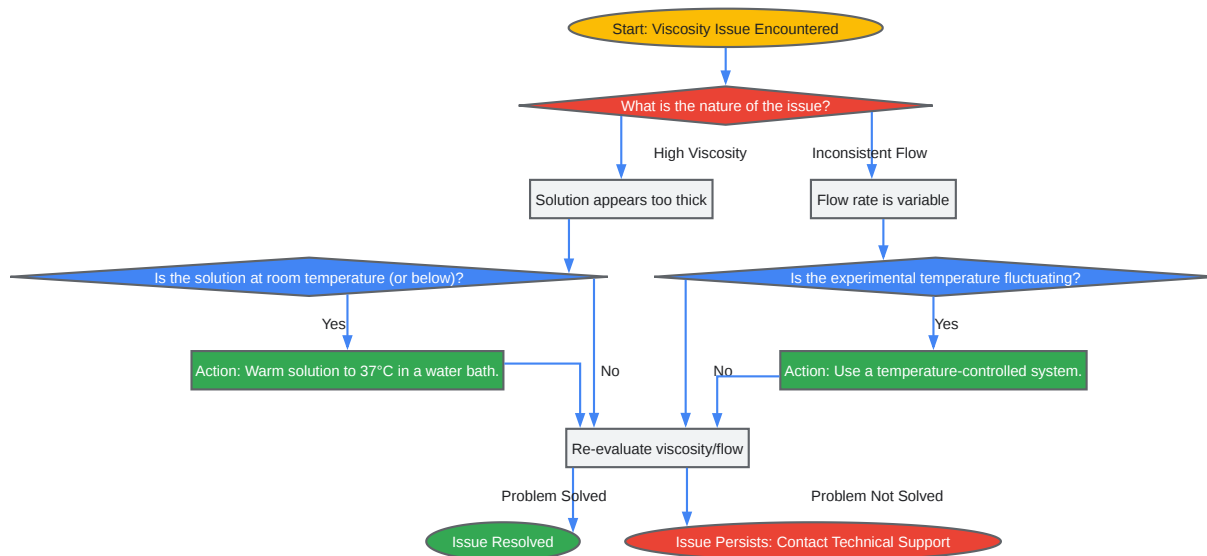 Start: Viscosity Issue Encountered
What is the nature of the issue?
High Viscosity
Inconsistent Flow
Solution appears too thick
Flow rate is variable
Is the solution at room temperature (or below)?
Is the experimental temperature fluctuating?
Yes
Yes
Action: Warm solution to 37°C in a water bath.
No
No
Action: Use a temperature-controlled system.
Re-evaluate viscosity/flow
Problem Solved
Problem Not Solved
Issue Resolved
Issue Persists: Contact Technical Support